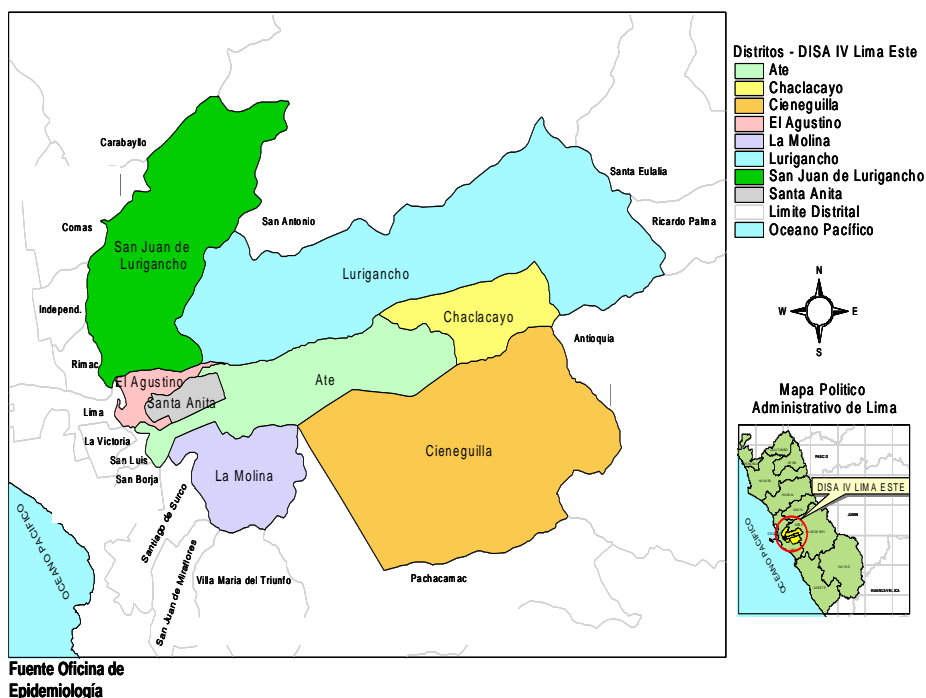 Distritos - DISA IV Lima Este
Ate
Chaclacayo
Cieneguilla
El Agustino
La Molina
Lurigancho
San Juan de Lurigancho
Santa Anita
Limite Distrital
Oceano Pacífico
Carabayllo
Santa Eulalia
San Antonio
Ricardo Palma
Comas
San Juan de
Lurigancho
Lurigancho
Independ.
Chaclacayo
Antioquia
Rimac
El Agustino
Ate
Santa Anita
Lima
La Victoria
San Luis
San Borja
Cieneguilla
La Molina
Santiago de Surco
San Juan de Miraflores
Villa Maria del Triunfo
Pachacamac
OCEANO PACIFICO
N
W
E
S
Mapa Politico
Administrativo de Lima
PASCO
DISA IV LIMA ESTE
JUNIN
OCEANO PACIFICO
HUANCAVELICA
Fuente Oficina de
Epidemiología